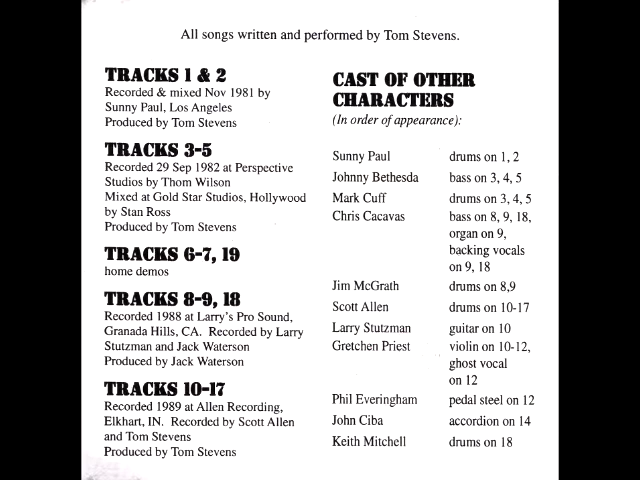 All songs written and performed by Tom Stevens.
TRACKS 1 & 2
Recorded & mixed Nov 1981 by
Sunny Paul, Los Angeles
Produced by Tom Stevens
TRACKS 3-5
Recorded 29 Sep 1982 at Perspective
Studios by Thom Wilson
Mixed at Gold Star Studios, Hollywood
by Stan Ross
Produced by Tom Stevens
TRACKS 6-7, 19
home demos
TRACKS 8-9, 18
Recorded 1988 at Larry's Pro Sound,
Granada Hills, CA. Recorded by Larry
Stutzman and Jack Waterson
Produced by Jack Waterson
TRACKS 10-17
Recorded 1989 at Allen Recording,
Elkhart, IN. Recorded by Scott Allen
and Tom Stevens
Produced by Tom Stevens
CAST OF OTHER
CHARACTERS
(In order of appearance):
Sunny Paul drums on 1, 2
Johnny Bethesda bass on 3, 4, 5
Mark Cuff drums on 3, 4, 5
Chris Cacavas bass on 8, 9, 18,
organ on 9,
backing vocals
on 9, 18
Jim McGrath drums on 8,9
Scott Allen drums on 10-17
Larry Stutzman guitar on 10
Gretchen Priest violin on 10-12,
ghost vocal
on 12
Phil Everingham pedal steel on 12
John Ciba accordion on 14
Keith Mitchell drums on 18